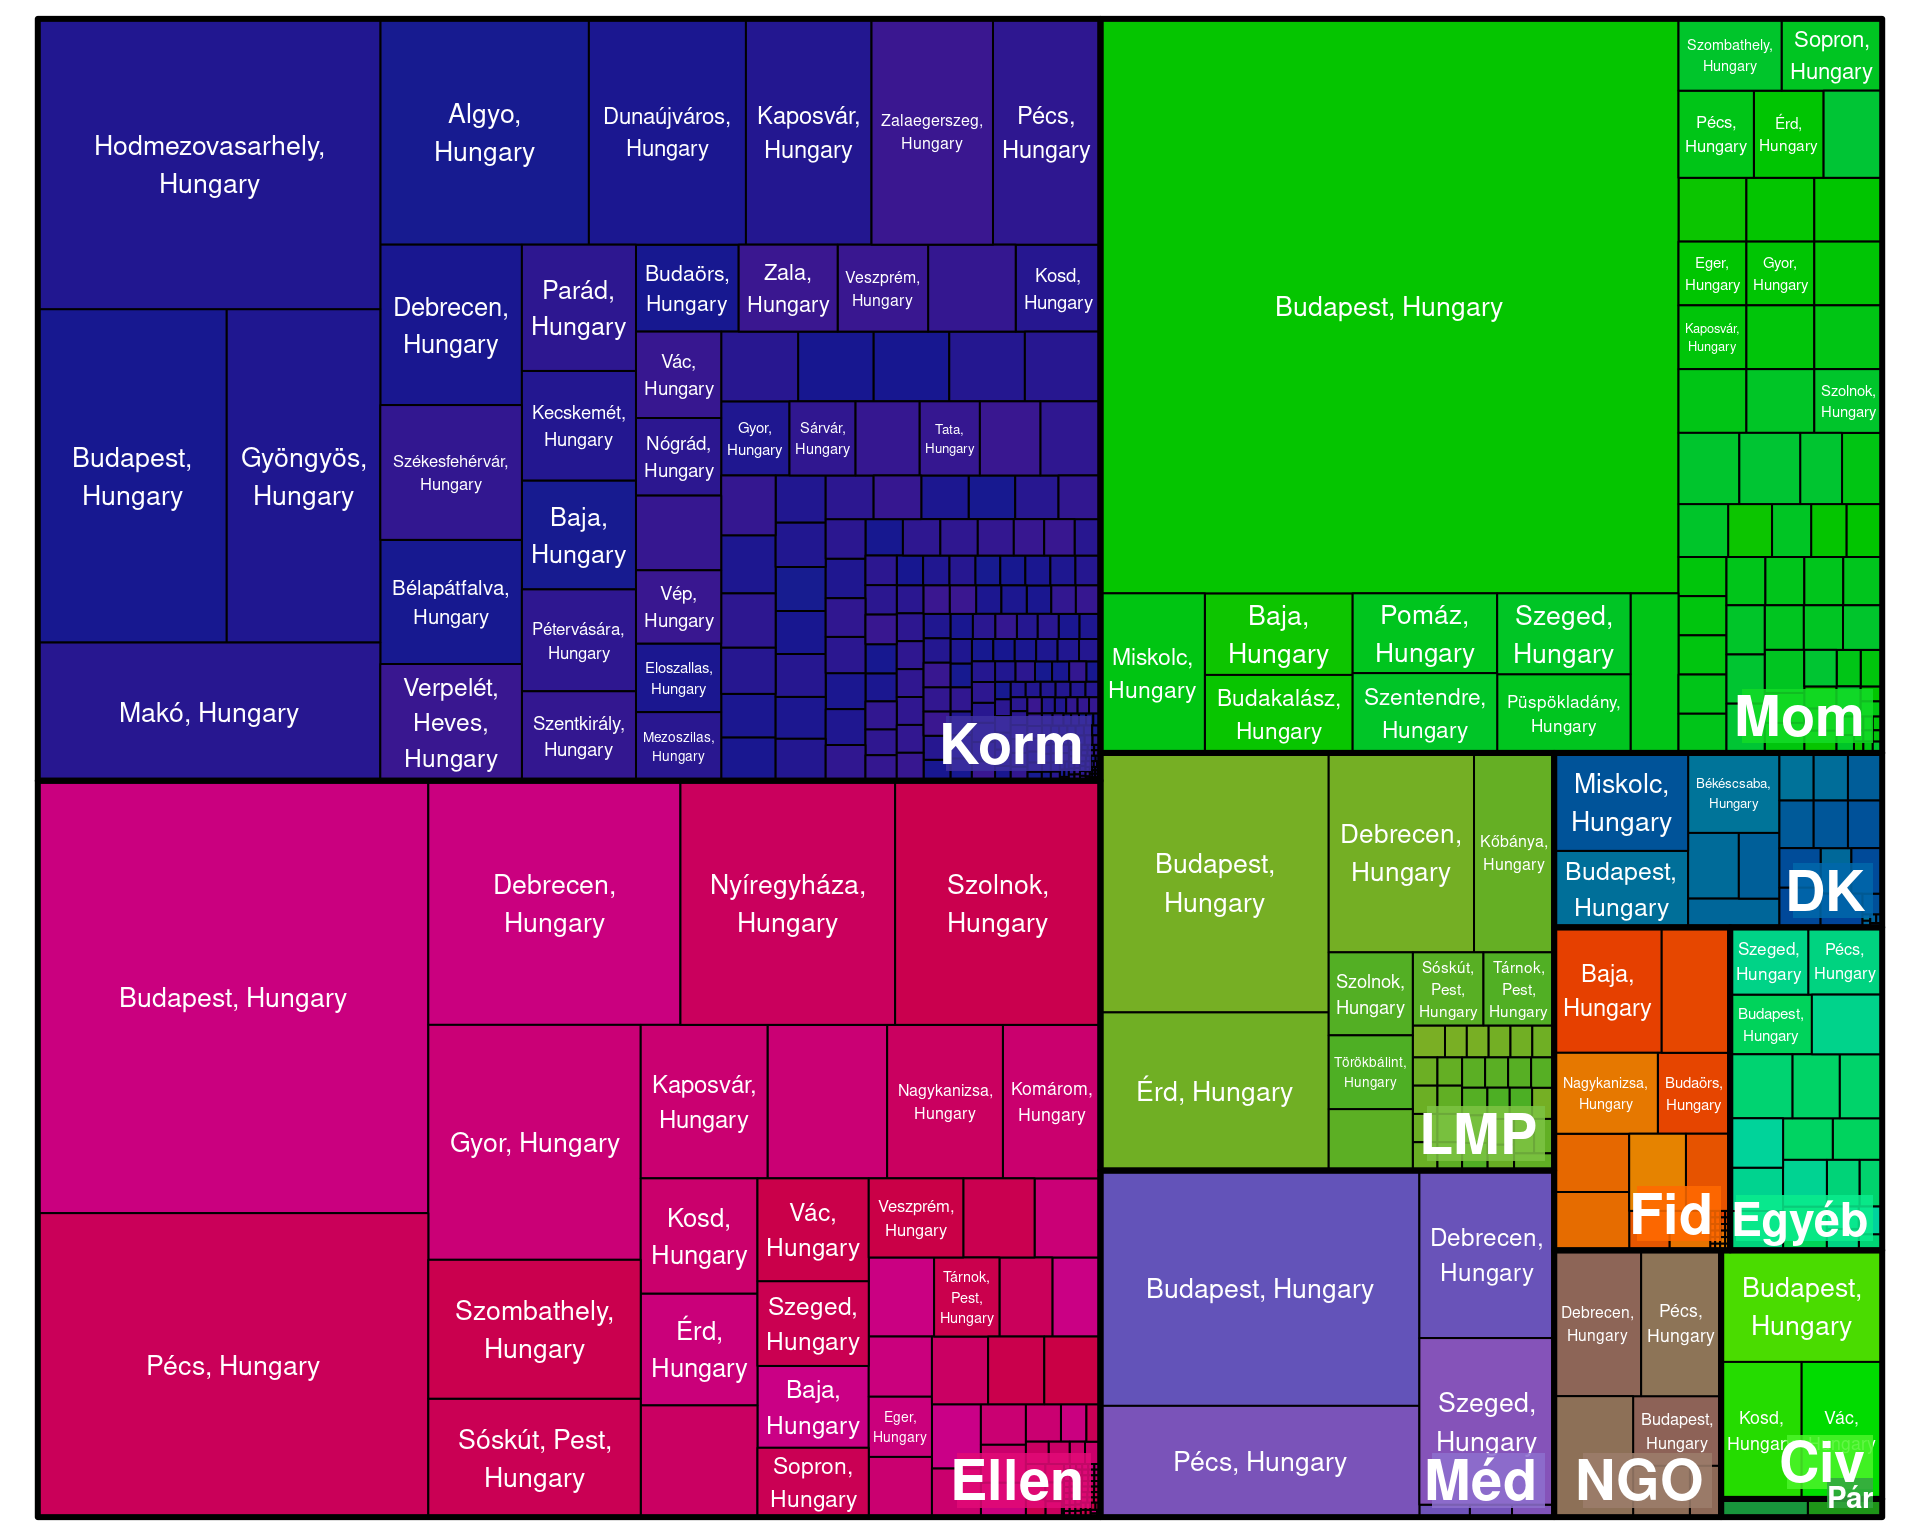 Hodmezovasarhely,
Hungary
Algyo,
Hungary
Dunaújváros,
Hungary
Kaposvár,
Hungary
Zalaegerszeg,
Hungary
Pécs,
Hungary
Budapest,
Hungary
Gyöngyös,
Hungary
Makó, Hungary
Debrecen,
Hungary
Parád,
Hungary
Budaörs,
Hungary
Zala,
Hungary
Veszprém,
Hungary
Kosd,
Hungary
Székesfehérvár,
Hungary
Kecskemét,
Hungary
Vác,
Hungary
Nógrád,
Hungary
Gyor,
Hungary
Sárvár,
Hungary
Tata,
Hungary
Bélapátfalva,
Hungary
Baja,
Hungary
Vép,
Hungary
Pétervására,
Hungary
Eloszallas,
Hungary
Verpelét,
Heves,
Hungary
Szentkirály,
Hungary
Mezoszilas,
Hungary
Korm
Budapest, Hungary
Szombathely,
Hungary
Sopron,
Hungary
Pécs,
Hungary
Érd,
Hungary
Eger,
Hungary
Gyor,
Hungary
Kaposvár,
Hungary
Szolnok,
Hungary
Miskolc,
Hungary
Baja,
Hungary
Budakalász,
Hungary
Pomáz,
Hungary
Szentendre,
Hungary
Szeged,
Hungary
Püspökladány,
Hungary
Mom
Budapest, Hungary
Pécs, Hungary
Debrecen,
Hungary
Nyíregyháza,
Hungary
Szolnok,
Hungary
Gyor, Hungary
Kaposvár,
Hungary
Nagykanizsa,
Hungary
Komárom,
Hungary
Szombathely,
Hungary
Sóskút, Pest,
Hungary
Kosd,
Hungary
Érd,
Hungary
Vác,
Hungary
Szeged,
Hungary
Baja,
Hungary
Sopron,
Hungary
Veszprém,
Hungary
Tárnok,
Pest,
Hungary
Eger,
Hungary
Ellen
Budapest,
Hungary
Érd, Hungary
Debrecen,
Hungary
Kőbánya,
Hungary
Szolnok,
Hungary
Sóskút,
Pest,
Hungary
Tárnok,
Pest,
Hungary
Törökbálint,
Hungary
LMP
Miskolc,
Hungary
Budapest,
Hungary
Békéscsaba,
Hungary
DK
Baja,
Hungary
Nagykanizsa,
Hungary
Budaörs,
Hungary
Fid
Szeged,
Hungary
Pécs,
Hungary
Budapest,
Hungary
Egyéb
Budapest, Hungary
Pécs, Hungary
Debrecen,
Hungary
Szeged,
Hungary
Méd
Debrecen,
Hungary
Pécs,
Hungary
Budapest,
Hungary
NGO
Budapest,
Hungary
Kosd,
Hungary
Vác,
Hungary
Civ
Pár